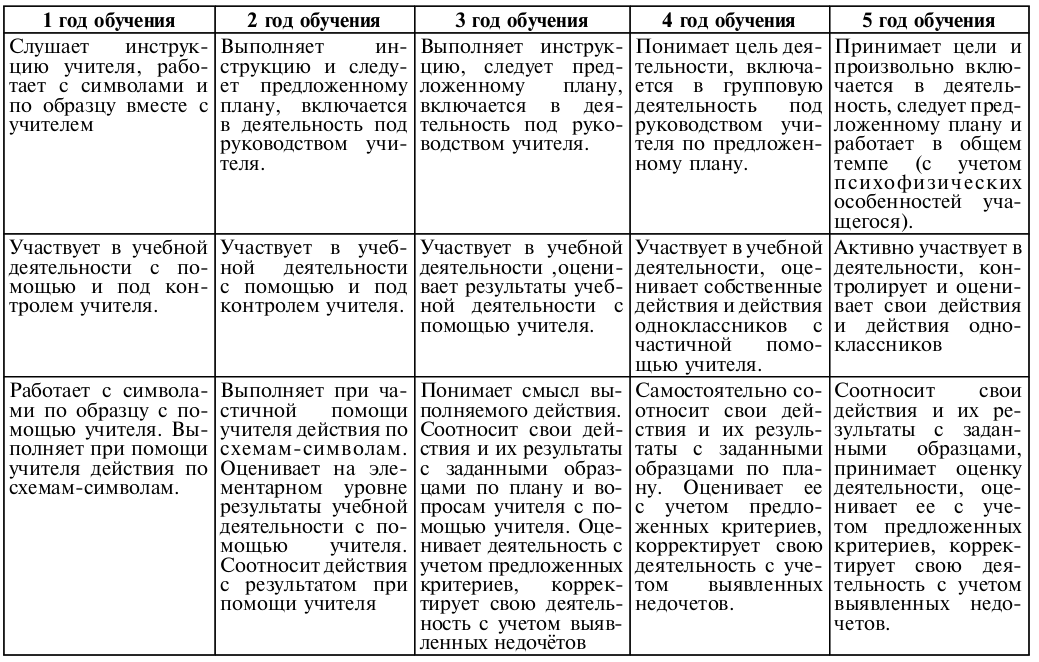 1 год обучения
2 год обучения
3 год обучения
4 год обучения
5 год обучения
Слушает инструк-
цию учителя, рабо-
тает с символами и
по образцу вместе с
учителем
Выполняет ин-
струкцию и следу-
ет предложенному
плану, включается
в деятельность под
руководством учи-
теля.
Выполняет инструк-
цию, следует пред-
ложенному плану,
включается в дея-
тельность под руко-
водством учителя.
Понимает цель дея-
тельности, включа-
ется в групповую
деятельность под
руководством учи-
теля по предложен-
ному плану.
Принимает цели и
произвольно вклю-
чается в деятель-
ность, следует пред-
ложенному плану и
работает в общем
темпе (с учетом
психофизических
особенностей уча-
щегося).
Участвует в учебной
деятельности с по-
мощью и под кон-
тролем учителя.
Участвует в учеб-
ной деятельности
с помощью и под
контролем учителя.
Участвует в учебной
деятельности ,оцени-
вает результаты учеб-
ной деятельности с
помощью учителя.
Участвует в учебной
деятельности, оце-
нивает собственные
действия и действия
одноклассников с
частичной помо-
щью учителя.
Активно участвует в
деятельности, кон-
тролирует и оцени-
вает свои действия
и действия одно-
классников
Работает с символа-
ми по образцу с по-
мощью учителя. Вы-
полняет при помощи
учителя действия по
схемам-символам.
Выполняет при ча-
стичной помощи
учителя действия по
схемам-символам.
Оценивает на эле-
ментарном уровне
результаты учебной
деятельности с по-
мощью учителя.
Соотносит действия
с результатом при
помощи учителя
Понимает смысл вы-
полняемого действия.
Соотносит свои дей-
ствия и их результаты
с заданными образ-
цами по плану и во-
просам учителя с по-
мощью учителя. Оце-
нивает деятельность с
учетом предложенных
критериев, коррек-
тирует свою деятель-
ность с учетом выяв-
ленных недочётов
Самостоятельно со-
относит свои дей-
ствия и их резуль-
таты с заданными
образцами по пла-
ну. Оценивает ее
с учетом предло-
женных критериев,
корректирует свою
деятельность с уче-
том выявленных
недочетов.
Соотносит свои
действия и их ре-
зультаты с задан-
ными образцами,
принимает оценку
деятельности, оце-
нивает ее с уче-
том предложенных
критериев, коррек-
тирует свою дея-
тельность с учетом
выявленных недо-
четов.